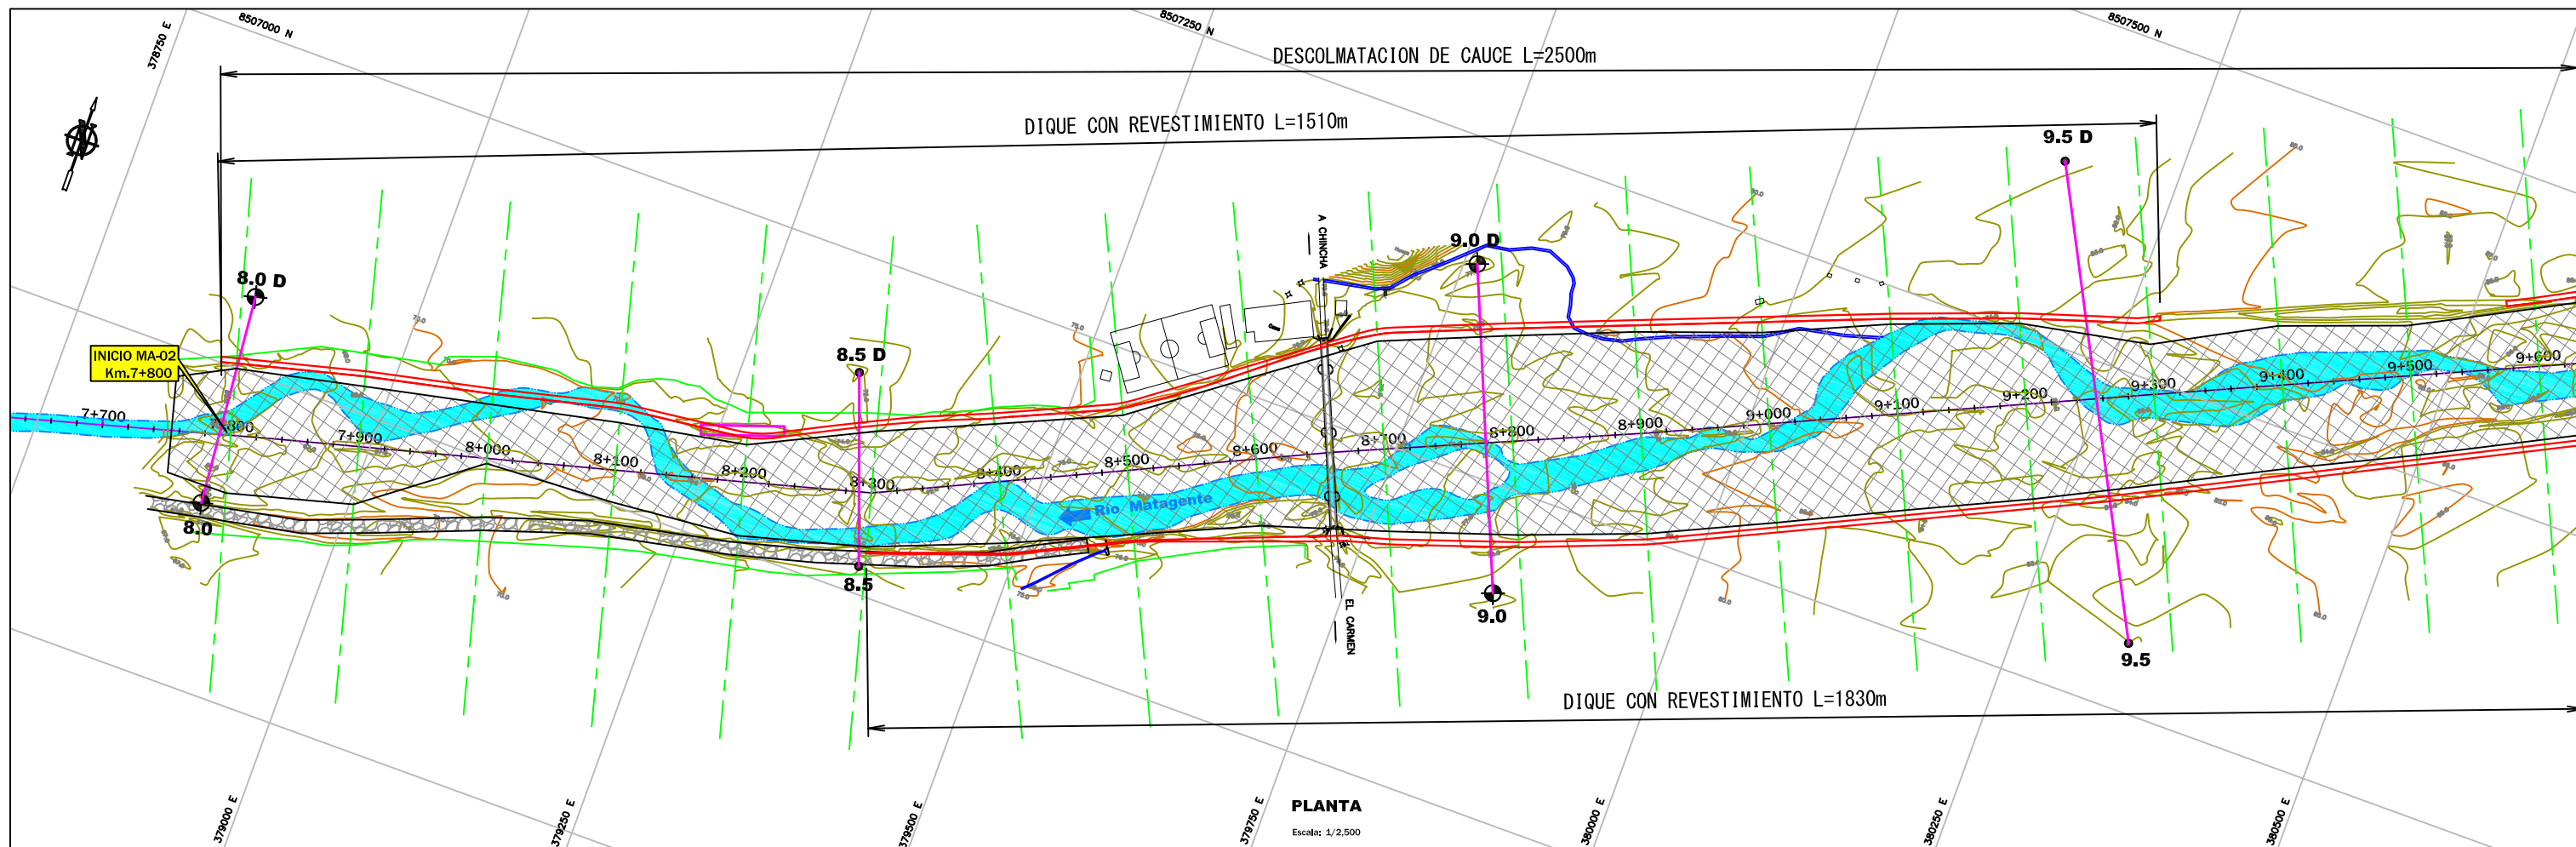 378750 E
8507000 N
8507250 N
8507500 N
DESCOLMATACION DE CAUCE L=2500m
DIQUE CON REVESTIMIENTO L=1510m
9.5 D
A CHINCHA
9.0 D
8.0 D
8.5 D
INICIO MA-02
Km.7+800
7+700
7+800
7+900
8+000
8+100
8+200
8+300
8+400
8+500
8+600
8+700
8+800
8+900
9+000
9+100
9+200
9+300
9+400
9+500
9+600
Río Matagente
8.0
8.5
9.0
9.5
EL CARMEN
DIQUE CON REVESTIMIENTO L=1830m
379000 E
379250 E
379500 E
379750 E
380000 E
380250 E
380500 E
PLANTA
Escala: 1/2,500